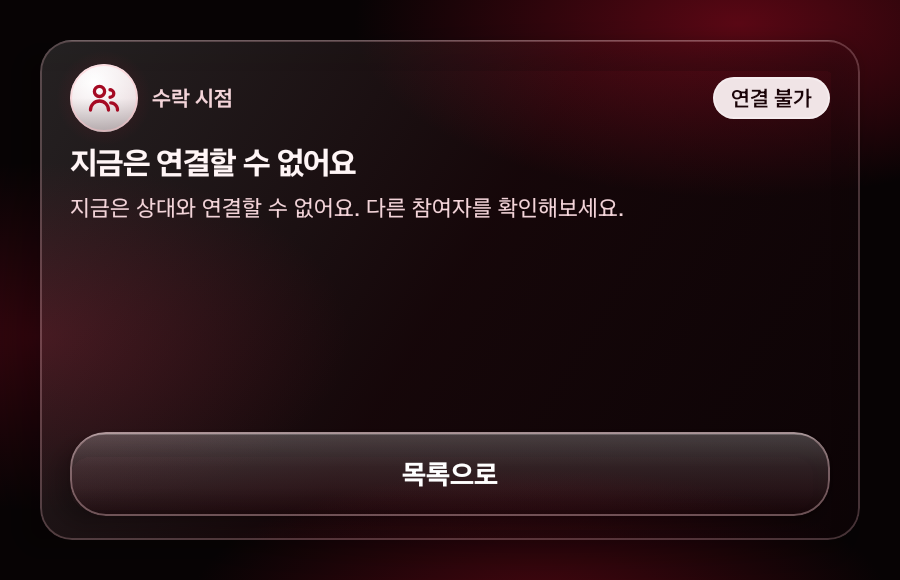 수락 시점
연결 불가
지금은 연결할 수 없어요
지금은 상대와 연결할 수 없어요. 다른 참여자를 확인해보세요.
목록으로